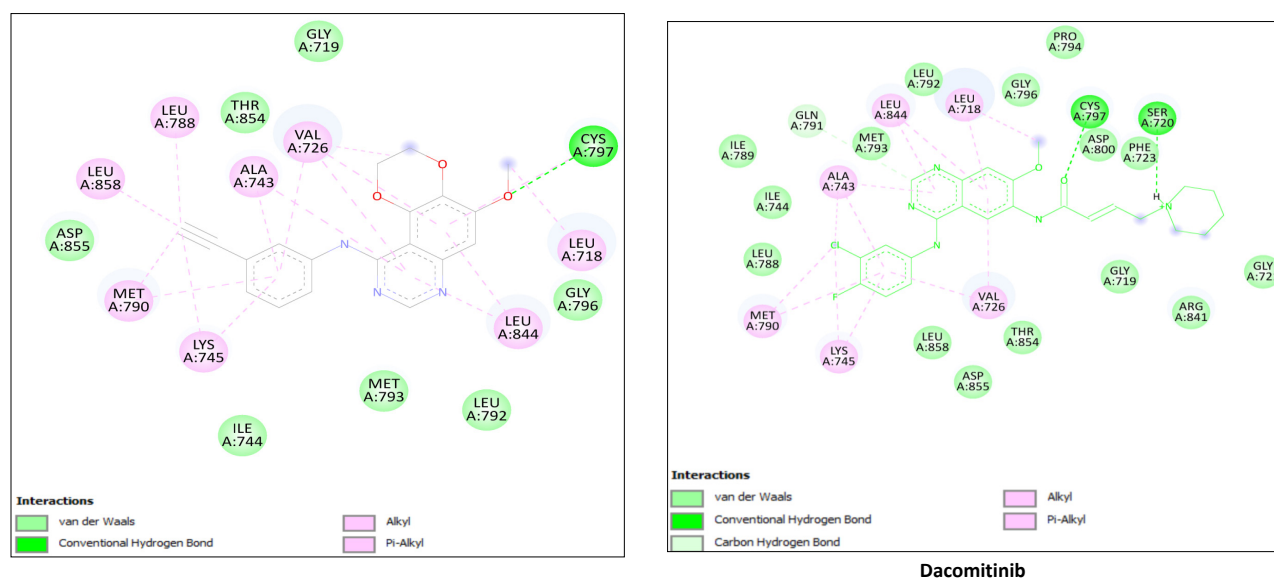 GLY
A:719
LEU
A:788
THR
A:854
VAL
A:726
CYS
A:797
LEU
A:858
ALA
A:743
O
O
O
ASP
A:855
NH
LEU
A:718
MET
A:790
GLY
A:796
N
N
LYS
A:745
LEU
A:844
MET
A:793
LEU
A:792
ILE
A:744
Interactions
van der Waals
Conventional Hydrogen Bond
Alkyl
Pi-Alkyl
PRO
A:794
LEU
A:792
LEU
A:844
LEU
A:718
GLY
A:796
GLN
A:791
CYS
A:797
SER
A:720
ILE
A:789
MET
A:793
ASP
A:800
PHE
A:723
ALA
A:743
N
N
O
O
H
N+
ILE
A:744
NH
NH
LEU
A:788
Cl
GLY
A:719
GLY
A:72
MET
A:790
F
VAL
A:726
ARG
A:841
LYS
A:745
LEU
A:858
THR
A:854
ASP
A:855
Interactions
van der Waals
Conventional Hydrogen Bond
Carbon Hydrogen Bond
Alkyl
Pi-Alkyl
Dacomitinib